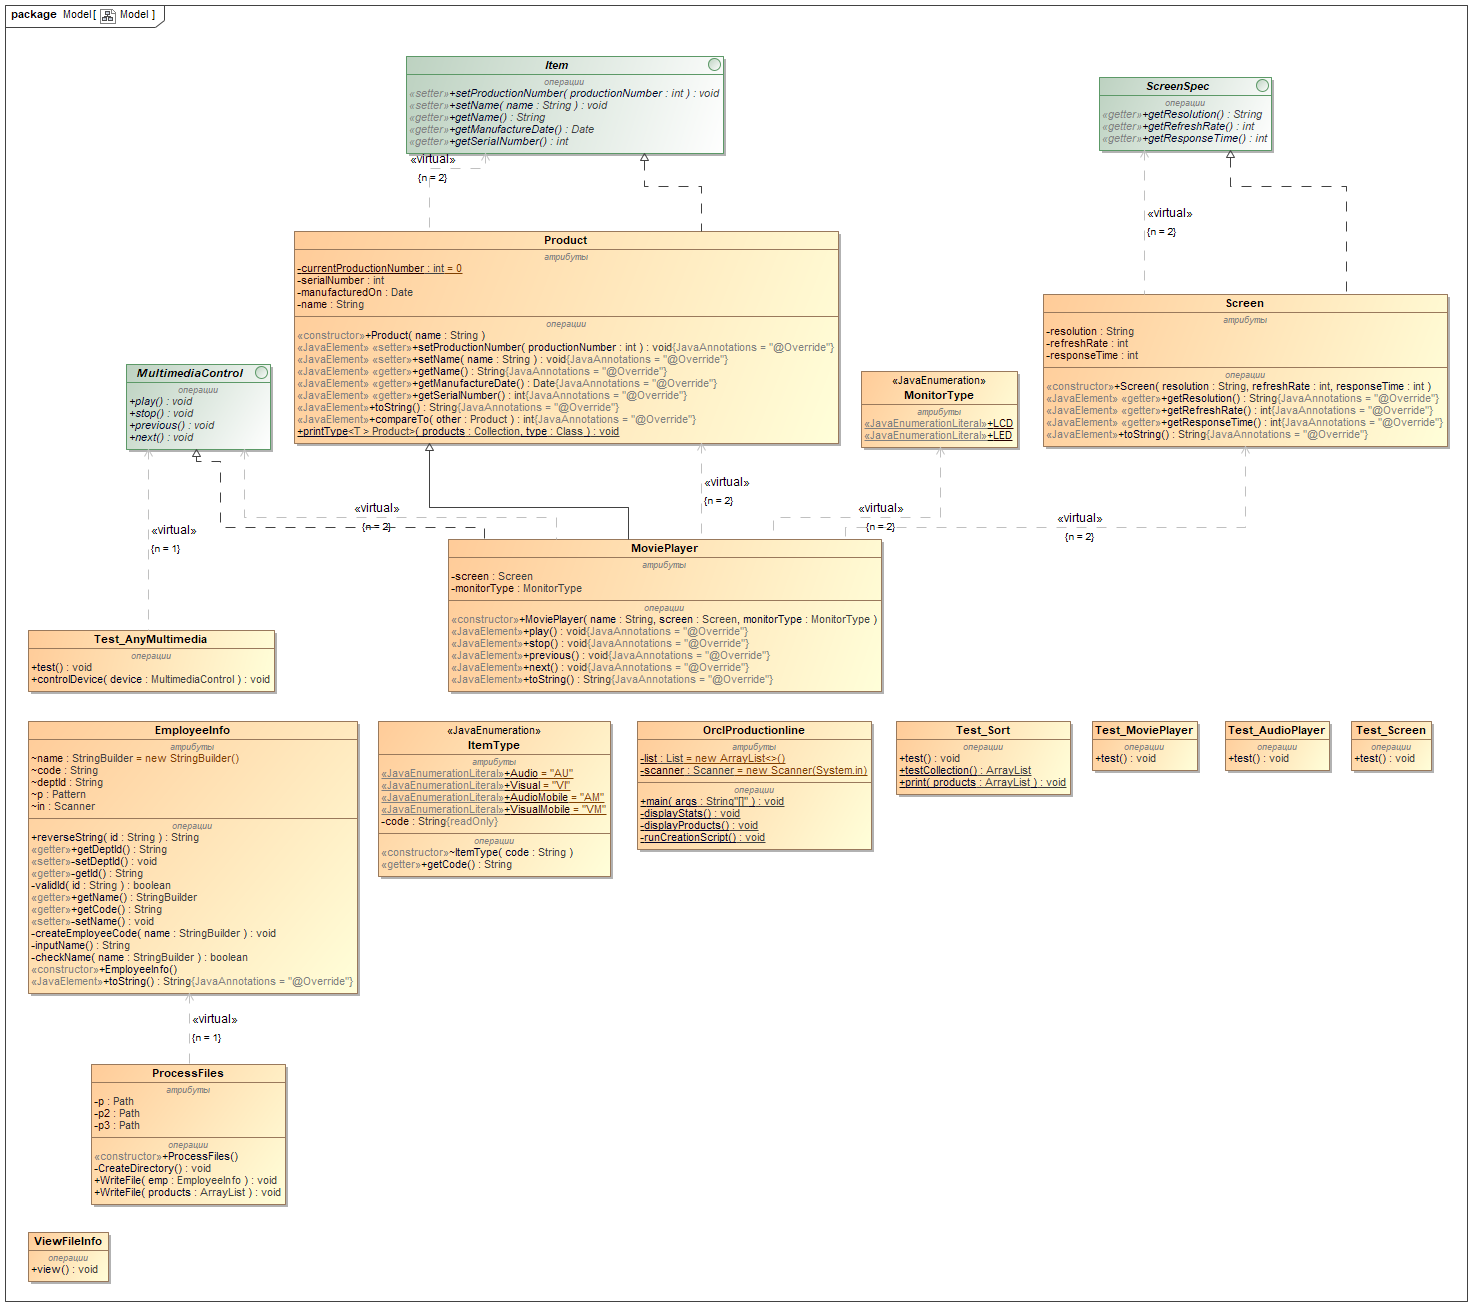 package Model[ Model ]
Item
операции
«setter»+setProductionNumber( productionNumber : int ) : void
«setter»+setName( name : String ) : void
«getter»+getName() : String
«getter»+getManufactureDate() : Date
«getter»+getSerialNumber() : int
ScreenSpec
операции
«getter»+getResolution() : String
«getter»+getRefreshRate() : int
«getter»+getResponseTime() : int
«virtual»
{n = 2}
«virtual»
{n = 2}
Product
атрибуты
-currentProductionNumber : int = 0
-serialNumber : int
-manufacturedOn : Date
-name : String
операции
«constructor»+Product( name : String )
«JavaElement» «setter»+setProductionNumber( productionNumber : int ) : void{JavaAnnotations = "@Override"}
«JavaElement» «setter»+setName( name : String ) : void{JavaAnnotations = "@Override"}
«JavaElement» «getter»+getName() : String{JavaAnnotations = "@Override"}
«JavaElement» «getter»+getManufactureDate() : Date{JavaAnnotations = "@Override"}
«JavaElement» «getter»+getSerialNumber() : int{JavaAnnotations = "@Override"}
«JavaElement»+toString() : String{JavaAnnotations = "@Override"}
«JavaElement»+compareTo( other : Product ) : int{JavaAnnotations = "@Override"}
+printType<T > Product>( products : Collection, type : Class ) : void
Screen
атрибуты
-resolution : String
-refreshRate : int
-responseTime : int
операции
«constructor»+Screen( resolution : String, refreshRate : int, responseTime : int )
«JavaElement» «getter»+getResolution() : String{JavaAnnotations = "@Override"}
«JavaElement» «getter»+getRefreshRate() : int{JavaAnnotations = "@Override"}
«JavaElement» «getter»+getResponseTime() : int{JavaAnnotations = "@Override"}
«JavaElement»+toString() : String{JavaAnnotations = "@Override"}
MultimediaControl
операции
+play() : void
+stop() : void
+previous() : void
+next() : void
«JavaEnumeration»
MonitorType
атрибуты
«JavaEnumerationLiteral»+LCD
«JavaEnumerationLiteral»+LED
«virtual»
{n = 1}
«virtual»
{n = 2}
«virtual»
{n = 2}
«virtual»
{n = 2}
«virtual»
{n = 2}
MoviePlayer
атрибуты
-screen : Screen
-monitorType : MonitorType
операции
«constructor»+MoviePlayer( name : String, screen : Screen, monitorType : MonitorType )
«JavaElement»+play() : void{JavaAnnotations = "@Override"}
«JavaElement»+stop() : void{JavaAnnotations = "@Override"}
«JavaElement»+previous() : void{JavaAnnotations = "@Override"}
«JavaElement»+next() : void{JavaAnnotations = "@Override"}
«JavaElement»+toString() : String{JavaAnnotations = "@Override"}
Test_AnyMultimedia
операции
+test() : void
+controlDevice( device : MultimediaControl ) : void
EmployeeInfo
атрибуты
~name : StringBuilder = new StringBuilder()
~code : String
~deptId : String
~p : Pattern
~in : Scanner
операции
+reverseString( id : String ) : String
«getter»+getDeptId() : String
«setter»-setDeptId() : void
«getter»-getId() : String
-validId( id : String ) : boolean
«getter»+getName() : StringBuilder
«getter»+getCode() : String
«setter»-setName() : void
-createEmployeeCode( name : StringBuilder ) : void
-inputName() : String
-checkName( name : StringBuilder ) : boolean
«constructor»+EmployeeInfo()
«JavaElement»+toString() : String{JavaAnnotations = "@Override"}
«JavaEnumeration»
ItemType
атрибуты
«JavaEnumerationLiteral»+Audio = "AU"
«JavaEnumerationLiteral»+Visual = "VI"
«JavaEnumerationLiteral»+AudioMobile = "AM"
«JavaEnumerationLiteral»+VisualMobile = "VM"
-code : String{readOnly}
операции
«constructor»~ItemType( code : String )
«getter»+getCode() : String
OrclProductionline
атрибуты
-list : List = new ArrayList<>()
-scanner : Scanner = new Scanner(System.in)
операции
+main( args : String"[]" ) : void
-displayStats() : void
-displayProducts() : void
-runCreationScript() : void
Test_Sort
операции
+test() : void
+testCollection() : ArrayList
+print( products : ArrayList ) : void
Test_MoviePlayer
операции
+test() : void
Test_AudioPlayer
операции
+test() : void
Test_Screen
операции
+test() : void
«virtual»
{n = 1}
ProcessFiles
атрибуты
-p : Path
-p2 : Path
-p3 : Path
операции
«constructor»+ProcessFiles()
-CreateDirectory() : void
+WriteFile( emp : EmployeeInfo ) : void
+WriteFile( products : ArrayList ) : void
ViewFileInfo
операции
+view() : void